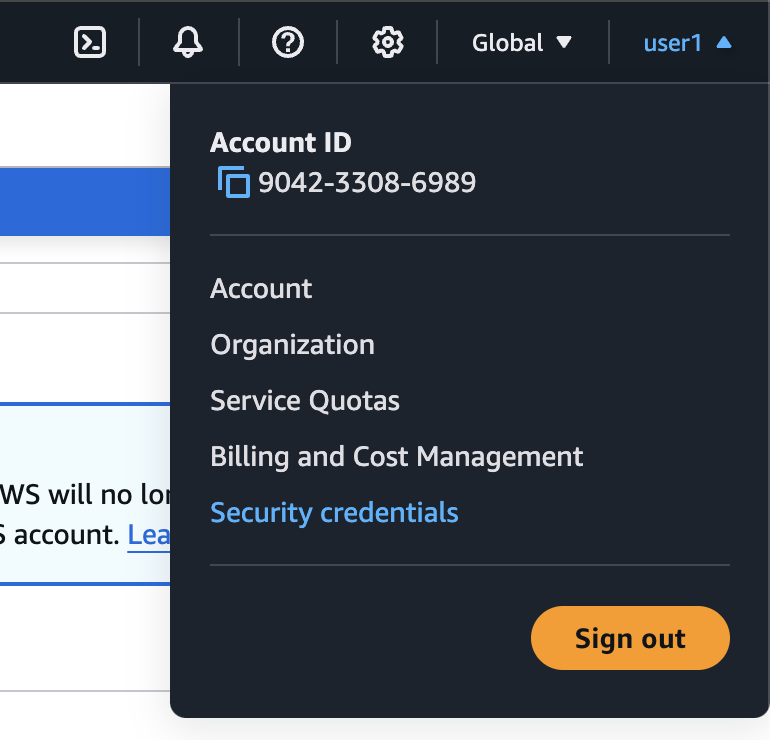 Global
user1
Account ID
9042-3308-6989
Account
Organization
Service Quotas
Billing and Cost Management
WS will no lon
S account. Lea
Security credentials
Sign out